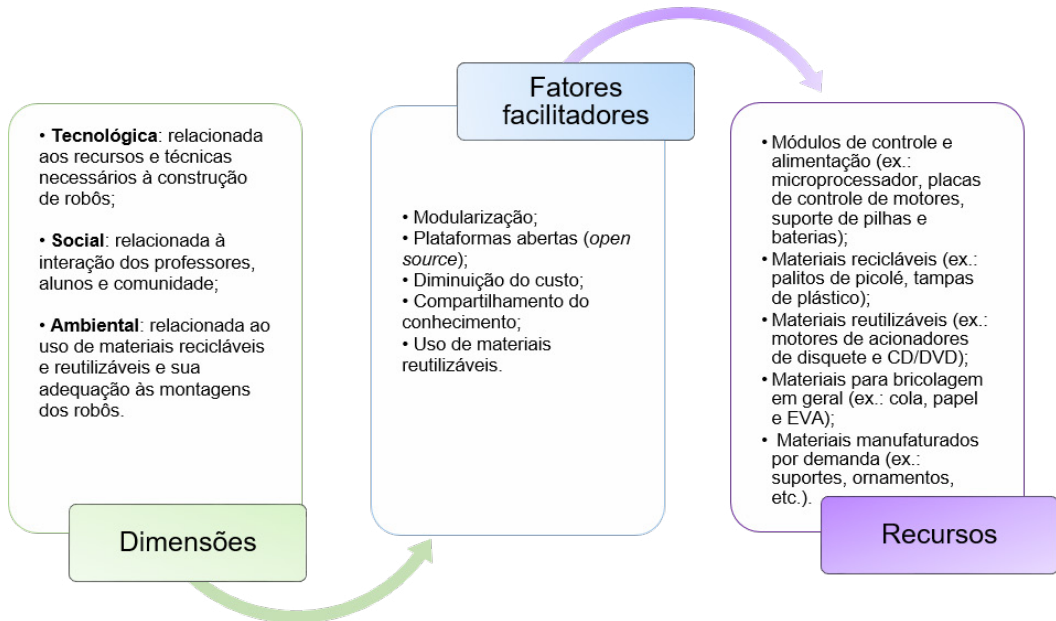 • Tecnológica: relacionada
aos recursos e técnicas
necessários à construção
de robôs;
• Social: relacionada à
interação dos professores,
alunos e comunidade;
• Ambiental: relacionada ao
uso de materiais recicláveis
e reutilizáveis e sua
adequação às montagens
dos robôs.
Dimensões
Fatores
facilitadores
• Modularização;
• Plataformas abertas (open
source);
• Diminuição do custo;
• Compartilhamento do
conhecimento;
• Uso de materiais
reutilizáveis.
• Módulos de controle e
alimentação (ex.:
microprocessador, placas
de controle de motores,
suporte de pilhas e
baterias);
• Materiais recicláveis (ex.:
palitos de picolé, tampas
de plástico);
• Materiais reutilizáveis (ex.:
motores de acionadores
de disquete e CD/DVD);
• Materiais para bricolagem
em geral (ex.: cola, papel
e EVA);
• Materiais manufaturados
por demanda (ex.:
suportes, ornamentos,
etc.).
Recursos